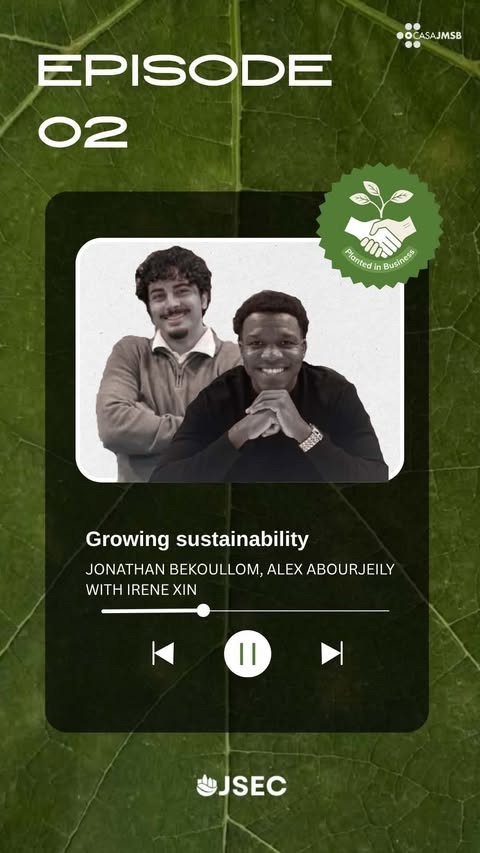 CASAJMSB
EPISODE
02
Planted in Business
Growing sustainability
JONATHAN BEKOULLOM, ALEX ABOURJEILY
WITH IRENE XIN
JSEC